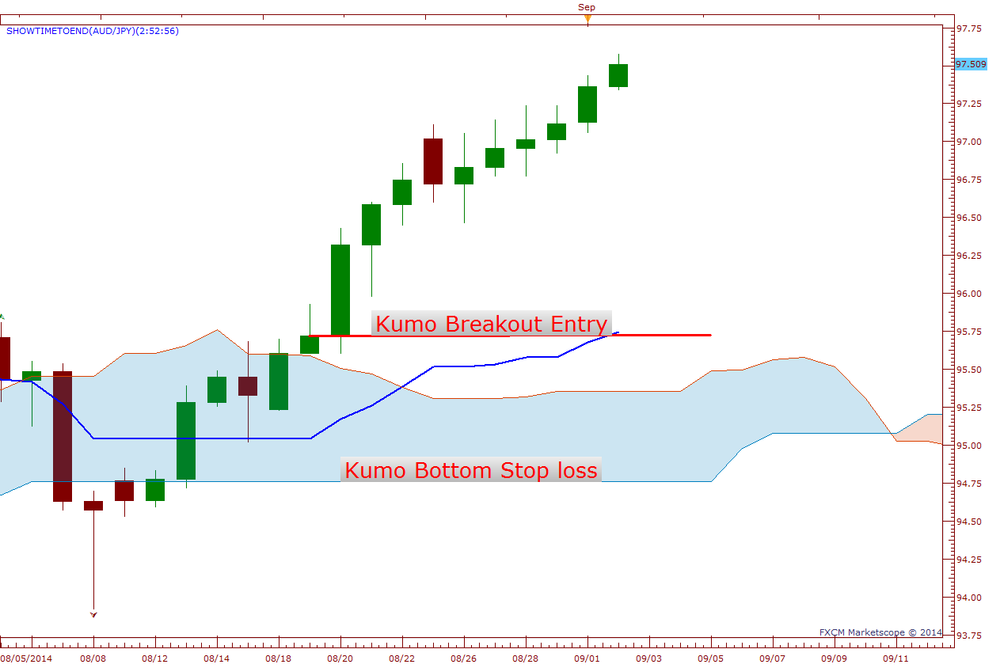 Sep
SHOWTIMETOEND(AUD/JPY)(2:52:56)
97.75
97.509
97.25
97.00
96.75
96.50
96.25
96.00
Kumo Breakout Entry
95.75
95.50
95.25
95.00
Kumo Bottom Stop loss
94.75
94.50
94.25
94.00
FXCM Marketscope © 2014
93.75
08/05/2014 08/08 08/12 08/14 08/18 08/20 08/22 08/26 08/28 09/01 09/03 09/05 09/07 09/09 09/11